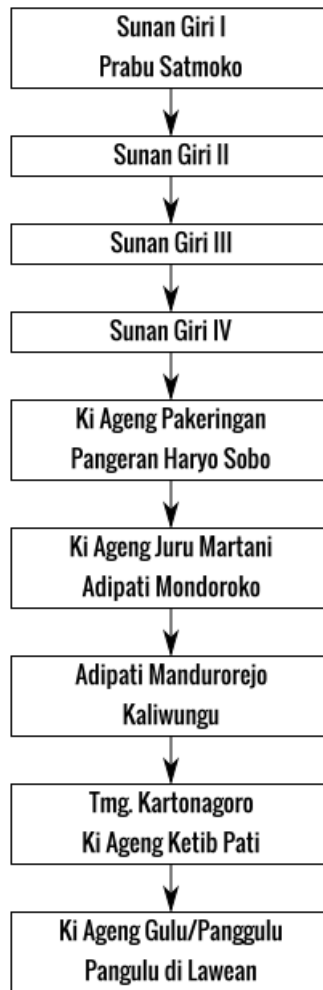 Sunan Giri I
Prabu Satmoko
Sunan Giri II
Sunan Giri III
Sunan Giri IV
Ki Ageng Pakeringan
Pangeran Haryo Sobo
Ki Ageng Juru Martani
Adipati Mondoroko
Adipati Mandurorejo
Kaliwungu
Tmg. Kartonagoro
Ki Ageng Ketib Pati
Ki Ageng Gulu/Panggulu
Pangulu di Lawean